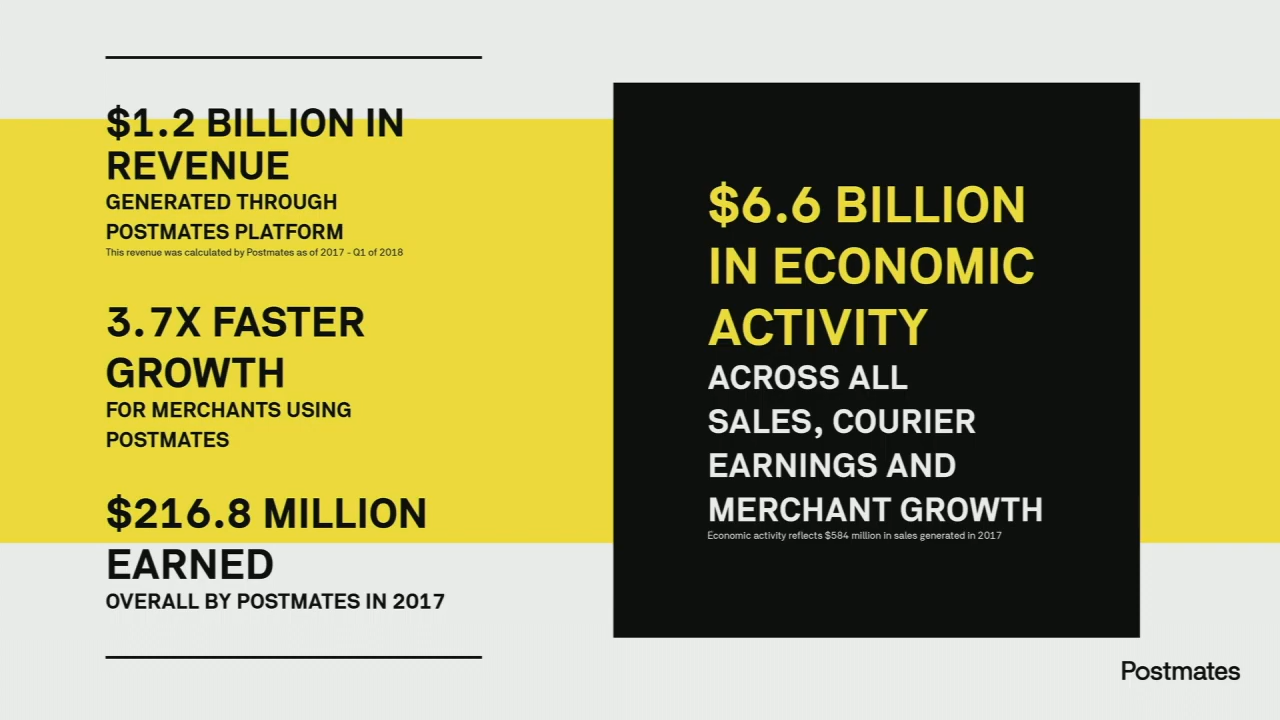 $1.2 BILLION IN
REVENUE
GENERATED THROUGH
POSTMATES PLATFORM
This revenue was calculated by Postmates as of 2017 - Q1 of 2018
3.7X FASTER
GROWTH
FOR MERCHANTS USING
POSTMATES
$216.8 MILLION
EARNED
OVERALL BY POSTMATES IN 2017
$6.6 BILLION
IN ECONOMIC
ACTIVITY
ACROSS ALL
SALES, COURIER
EARNINGS AND
MERCHANT GROWTH
Economic activity reflects $584 million in sales generated in 2017
Postmates